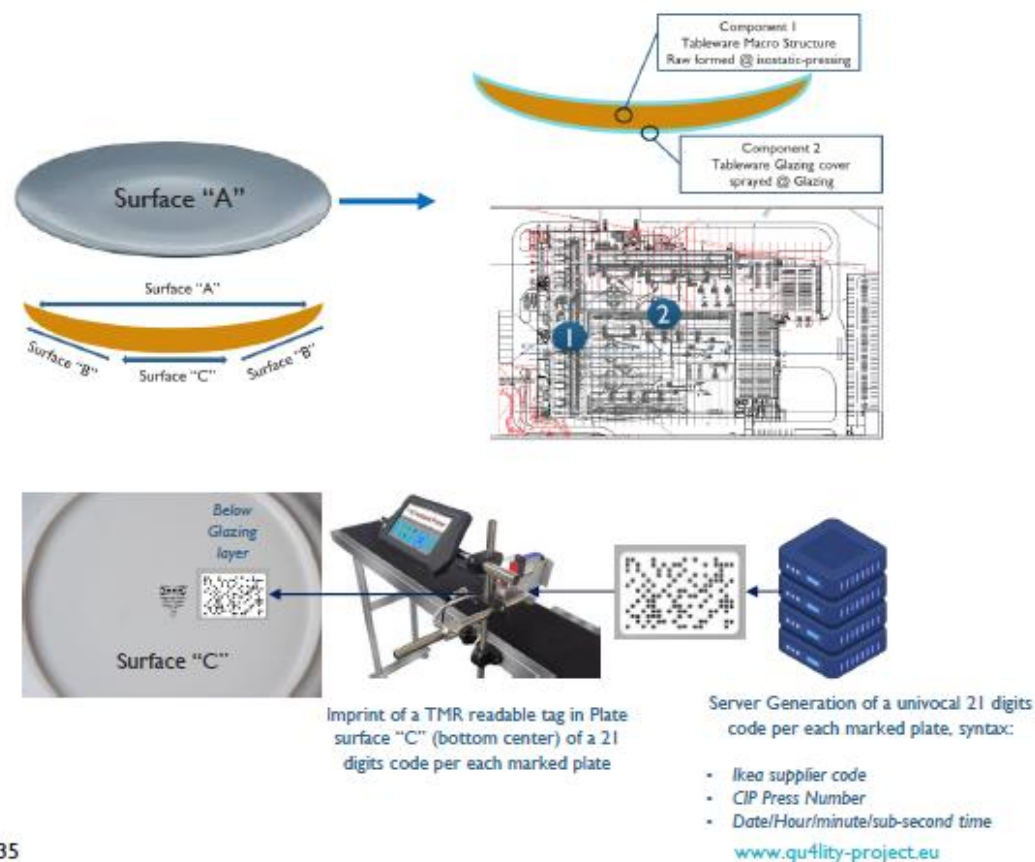 Component 1
Tableware Macro Structure
Raw formed @ isostatic-pressing
Component 2
Tableware Glazing cover
sprayed @ Glazing
Surface “A”
Surface “A”
Surface “B”
Surface “C”
Surface “B”
1
2
Below
Glazing
layer
Surface “C”
Imprint of a TMR readable tag in Plate
surface “C” (bottom center) of a 21
digits code per each marked plate
Server Generation of a univocal 21 digits
code per each marked plate, syntax:
- Ikea supplier code
- CIP Press Number
- Date/Hour/minute/sub-second time
35
www.qu4lity-project.eu